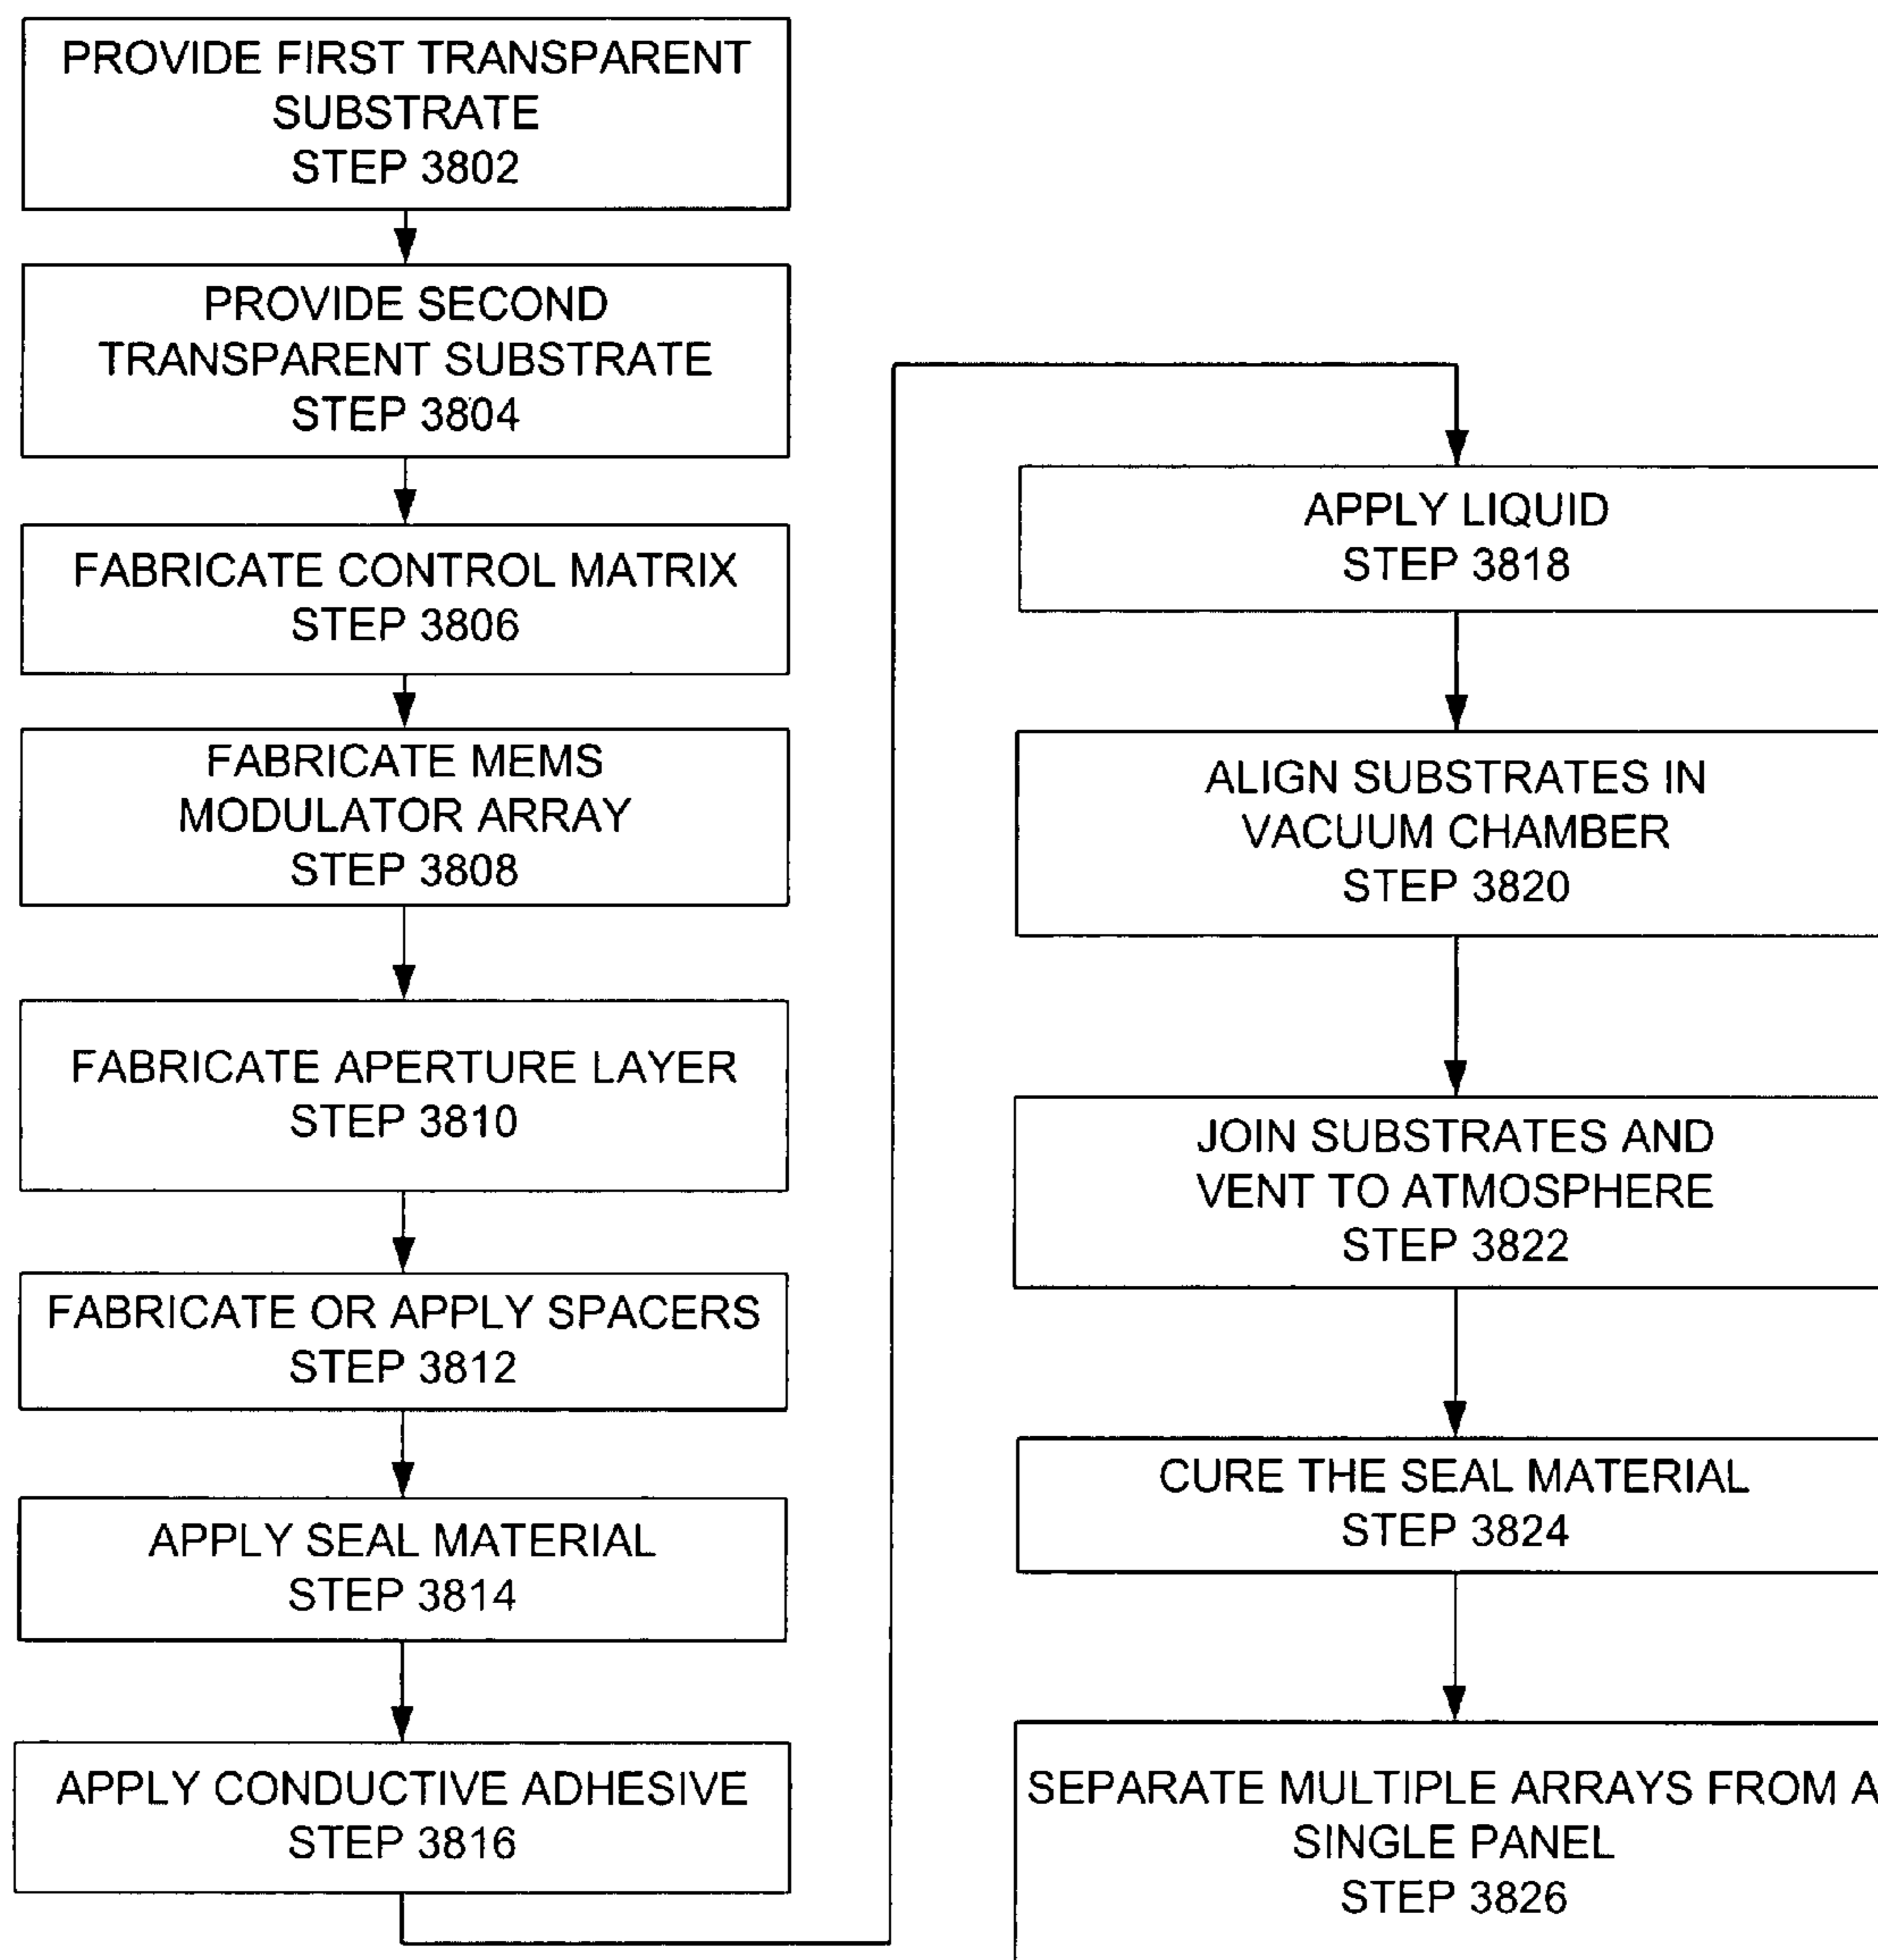 PROVIDE FIRST TRANSPARENT
SUBSTRATE
STEP 3802
PROVIDE SECOND
TRANSPARENT SUBSTRATE
STEP 3804
FABRICATE CONTROL MATRIX
STEP 3806
FABRICATE MEMS
MODULATOR ARRAY
STEP 3808
FABRICATE APERTURE LAYER
STEP 3810
FABRICATE OR APPLY SPACERS
STEP 3812
APPLY SEAL MATERIAL
STEP 3814
APPLY CONDUCTIVE ADHESIVE
STEP 3816
APPLY LIQUID
STEP 3818
ALIGN SUBSTRATES IN
VACUUM CHAMBER
STEP 3820
JOIN SUBSTRATES AND
VENT TO ATMOSPHERE
STEP 3822
CURE THE SEAL MATERIAL
STEP 3824
SEPARATE MULTIPLE ARRAYS FROM A
SINGLE PANEL
STEP 3826